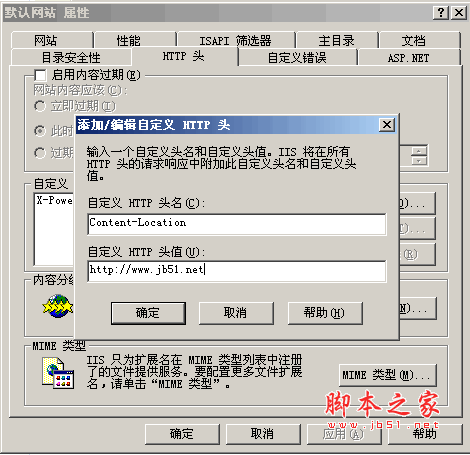 默认网站 属性
网站
性能
ISAPI 筛选器
主目录
文档
目录安全性
HTTP 头
自定义错误
ASP.NET
启用内容过期(E)
网站内容应该(C):
立即过期(I)
此时
过期
添加/编辑自定义 HTTP 头
输入一个自定义头名和自定义头值。IIS 将在所有
HTTP 头的请求响应中附加此自定义头名和自定义头
值。
自定义 HTTP 头名(C):
Content-Location
自定义 HTTP 头值(U):
http://www.jb51.net
确定
取消
帮助(H)
自定义
X-Powe
)...
(R)
内容分级
N)...
MIME 类型
IIS 只为扩展名在 MIME 类型列表中注册
了的文件提供服务。要配置更多文件扩展
名,请单击“MIME 类型”。
MIME 类型(M)...
脚本之家
www.jb51.net
确定
取消
应用(A)
帮助